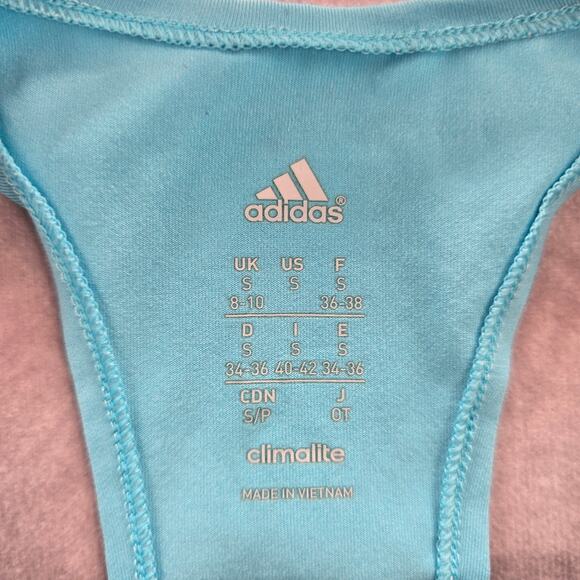 adidas®
UK US F
S S S
8-10 36-38
D I E
S S S
34-36 40-42 34-36
CDN J
S/P OT
climalite
MADE IN VIETNAM